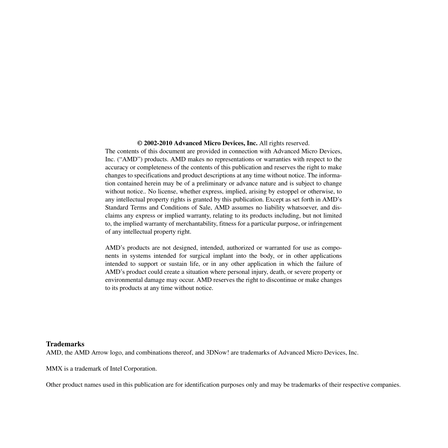 © 2002-2010 Advanced Micro Devices, Inc. All rights reserved.
The contents of this document are provided in connection with Advanced Micro Devices,
Inc. (“AMD”) products. AMD makes no representations or warranties with respect to the
accuracy or completeness of the contents of this publication and reserves the right to make
changes to specifications and product descriptions at any time without notice. The informa-
tion contained herein may be of a preliminary or advance nature and is subject to change
without notice.. No license, whether express, implied, arising by estoppel or otherwise, to
any intellectual property rights is granted by this publication. Except as set forth in AMD’s
Standard Terms and Conditions of Sale, AMD assumes no liability whatsoever, and dis-
claims any express or implied warranty, relating to its products including, but not limited
to, the implied warranty of merchantability, fitness for a particular purpose, or infringement
of any intellectual property right.
AMD’s products are not designed, intended, authorized or warranted for use as compo-
nents in systems intended for surgical implant into the body, or in other applications
intended to support or sustain life, or in any other application in which the failure of
AMD’s product could create a situation where personal injury, death, or severe property or
environmental damage may occur. AMD reserves the right to discontinue or make changes
to its products at any time without notice.
Trademarks
AMD, the AMD Arrow logo, and combinations thereof, and 3DNow! are trademarks of Advanced Micro Devices, Inc.
MMX is a trademark of Intel Corporation.
Other product names used in this publication are for identification purposes only and may be trademarks of their respective companies.